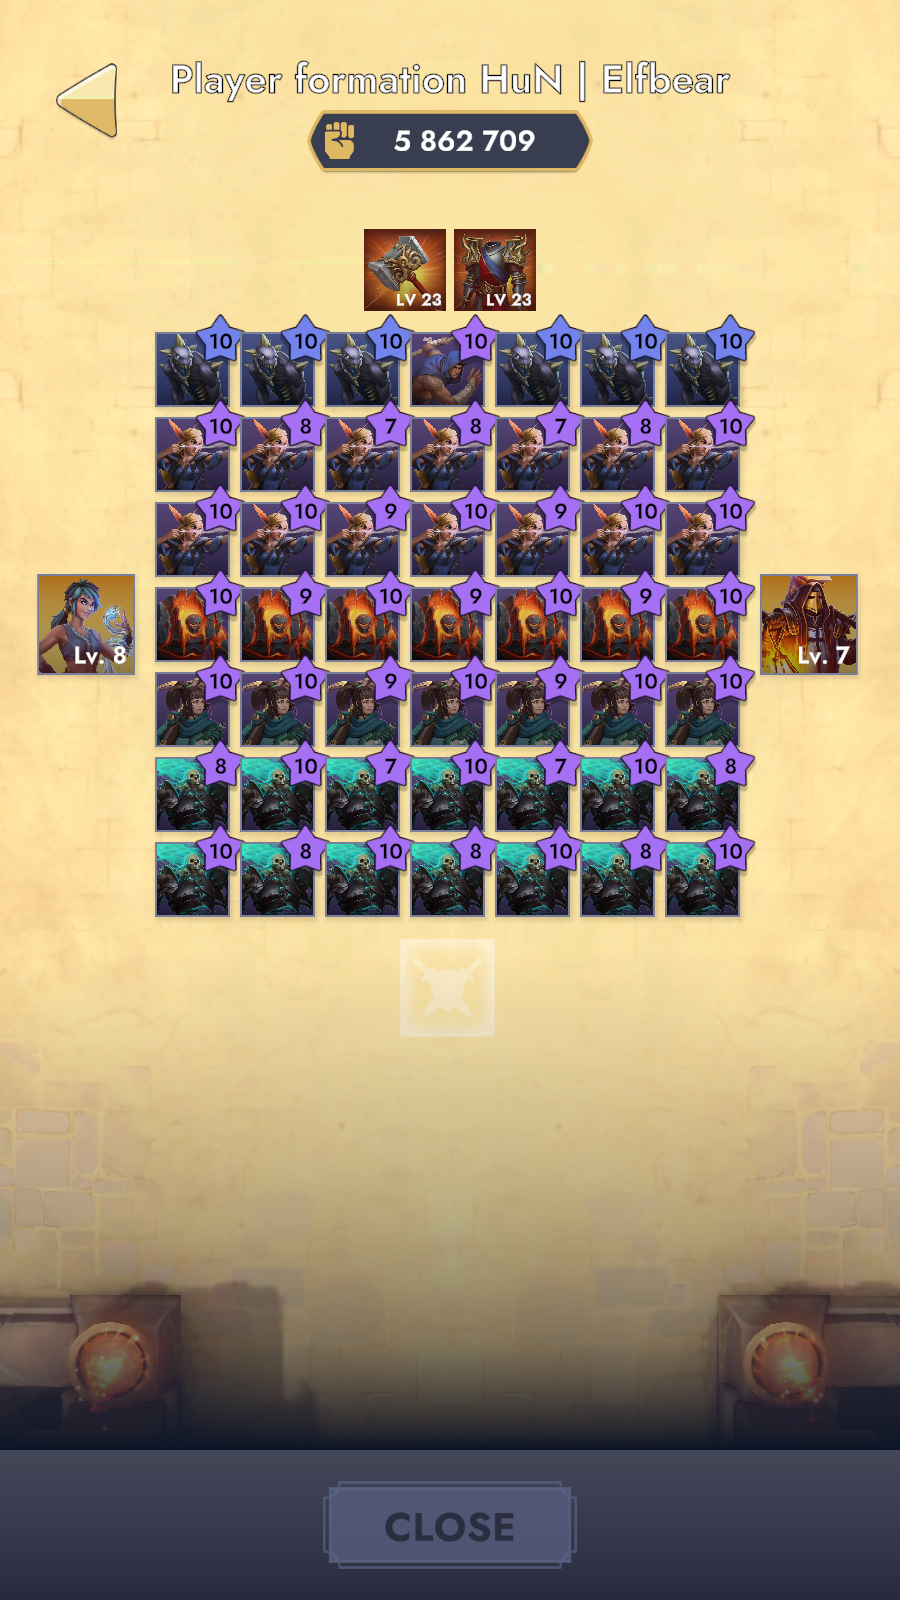 Player formation HuN | Elfbear
5 862 709
LV 23 LV 23
10 10 10 10 10 10 10
10 8 7 8 7 8 10
10 10 9 10 9 10 10
10 9 10 9 10 9 10
Lv. 8 Lv. 7
10 10 9 10 9 10 10
8 10 7 10 7 10 8
10 8 10 8 10 8 10
CLOSE